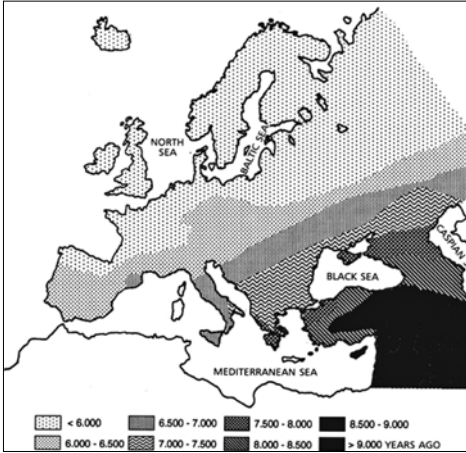 NORTH
SEA
BALTIC SEA
CASPIAN
BLACK SEA
MEDITERRANEAN SEA
< 6.000
6.500 - 7.000
7.500 - 8.000
8.500 - 9.000
6.000 - 6.500
7.000 - 7.500
8.000 - 8.500
> 9.000 YEARS AGO